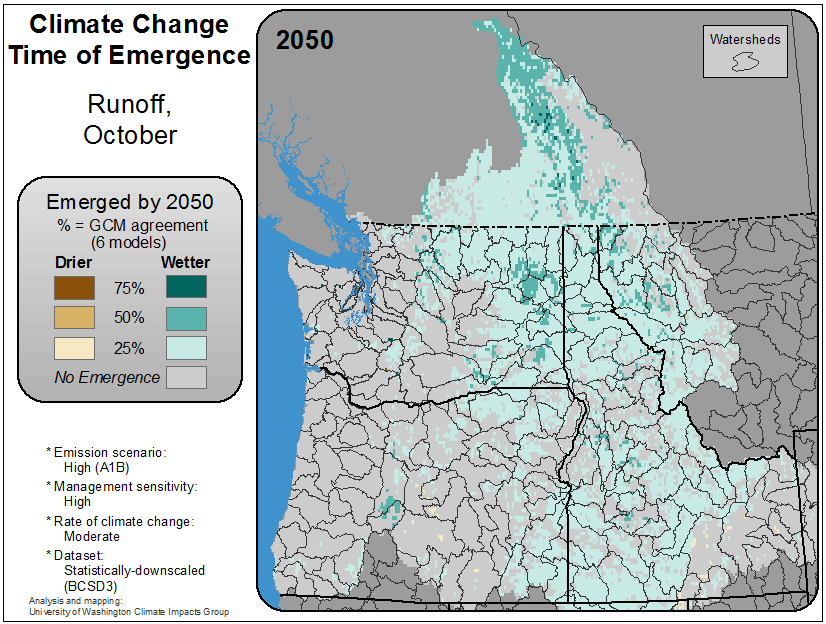 Climate Change
Time of Emergence
Runoff,
October
Emerged by 2050
% = GCM agreement
(6 models)
Drier Wetter
75%
50%
25%
No Emergence
* Emission scenario:
High (A1B)
* Management sensitivity:
High
* Rate of climate change:
Moderate
* Dataset:
Statistically-downscaled
(BCSD3)
Analysis and mapping:
University of Washington Climate Impacts Group
2050
Watersheds